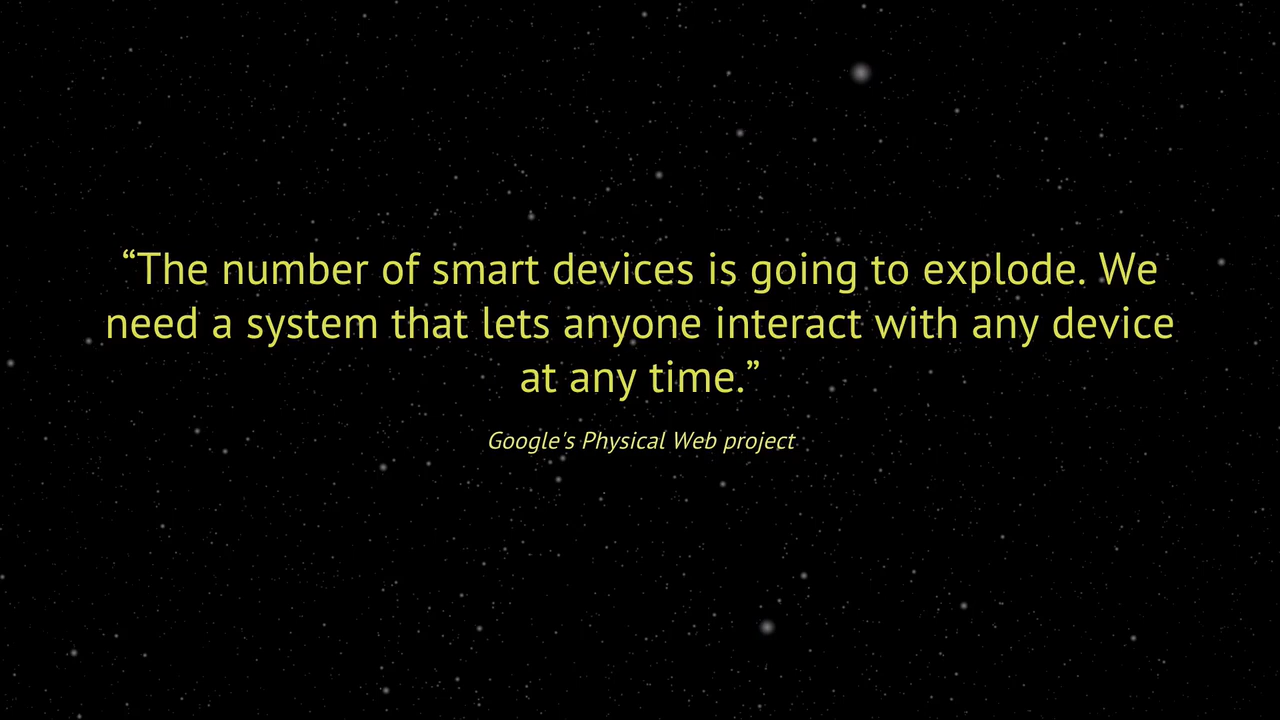 “The number of smart devices is going to explode. We
need a system that lets anyone interact with any device
at any time.”
Google's Physical Web project